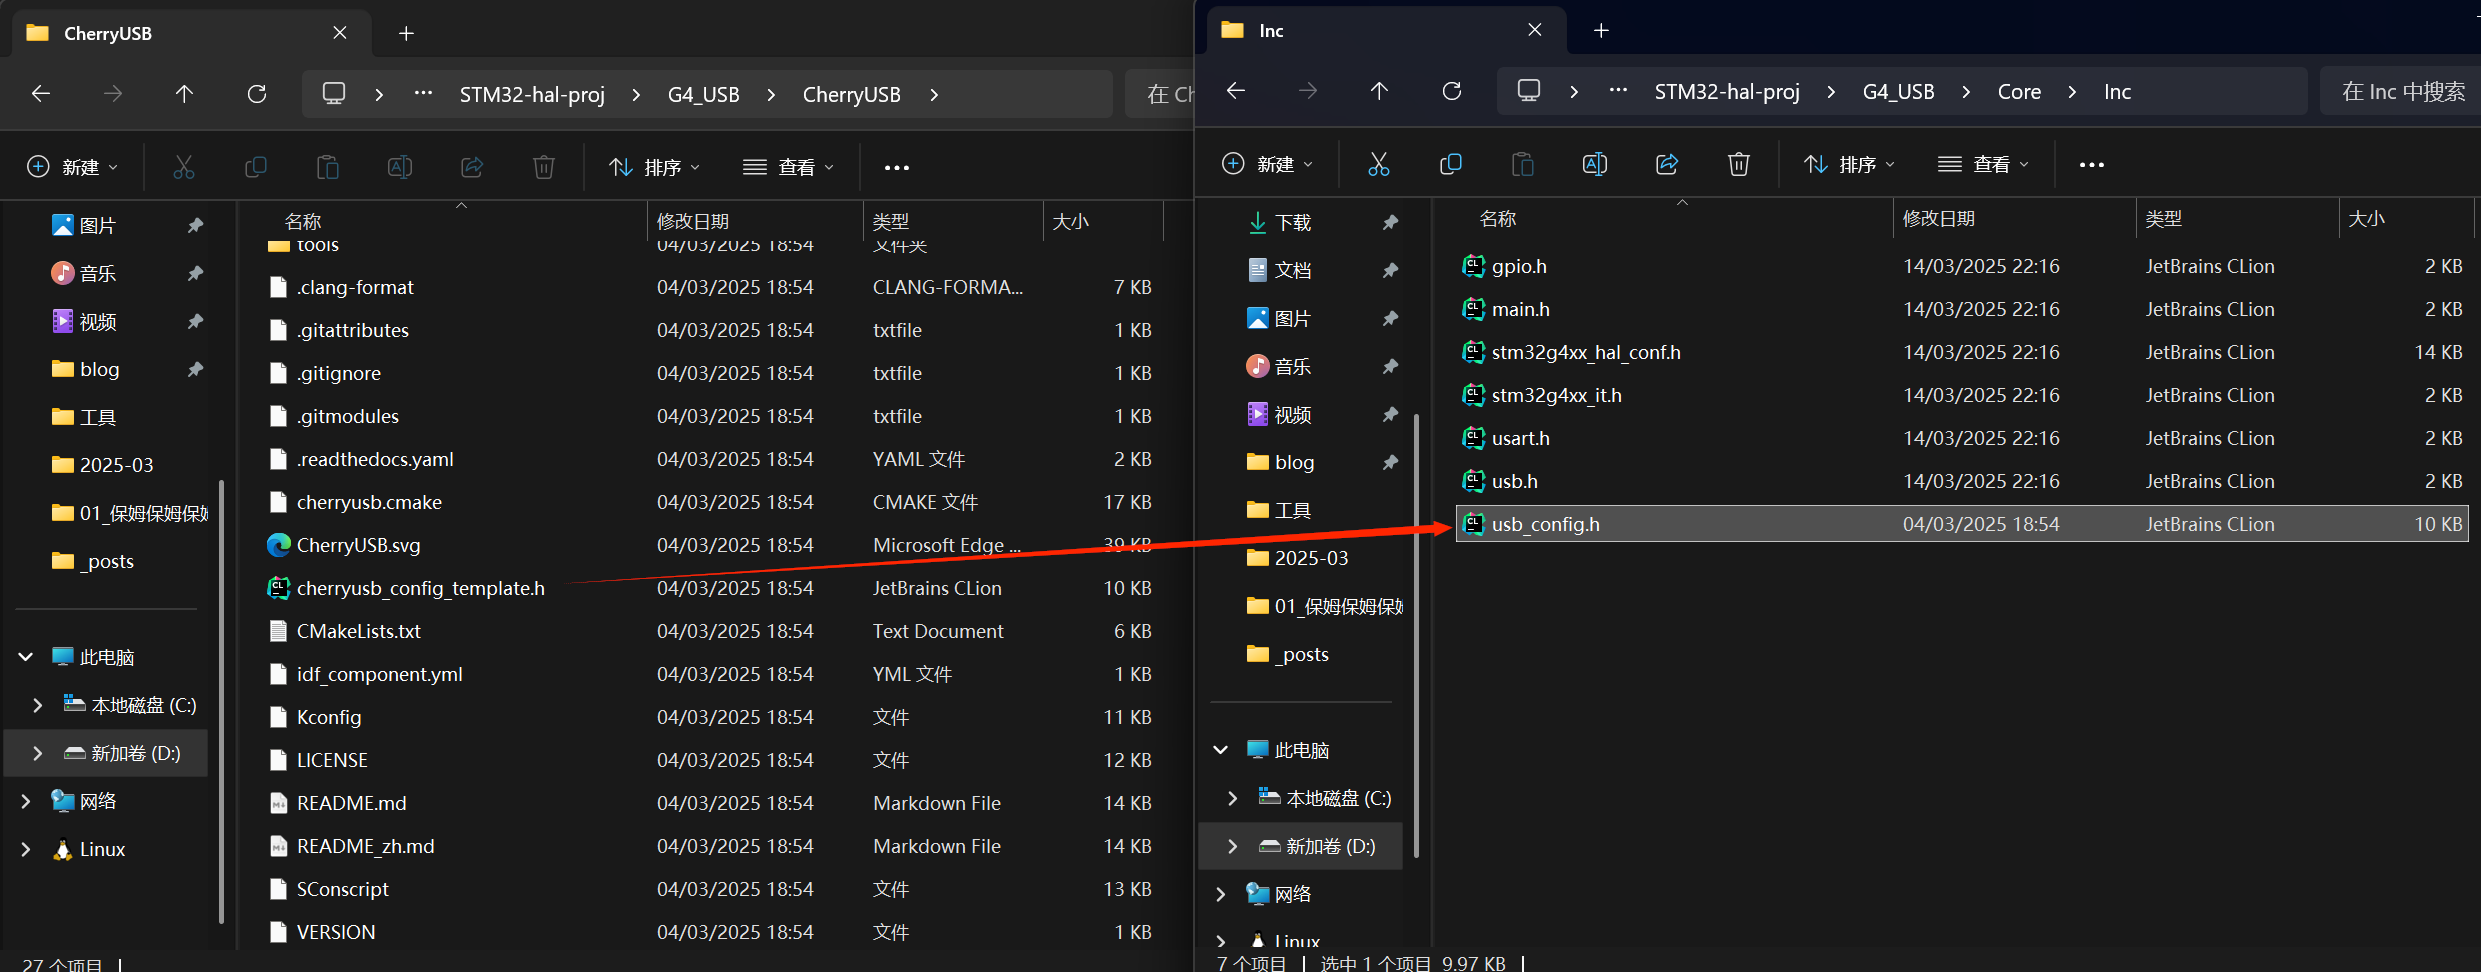 CherryUSB
STM32-hal-proj G4_USB CherryUSB
在 Ch
新建 排序 查看
图片
音乐
视频
blog
工具
2025-03
01_保姆保姆保姆
_posts
此电脑
本地磁盘 (C:)
新加卷 (D:)
网络
Linux
名称 修改日期 类型 大小
tools 04/03/2025 18:54 文件夹
.clang-format 04/03/2025 18:54 CLANG-FORMA... 7 KB
.gitattributes 04/03/2025 18:54 txtfile 1 KB
.gitignore 04/03/2025 18:54 txtfile 1 KB
.gitmodules 04/03/2025 18:54 txtfile 1 KB
.readthedocs.yaml 04/03/2025 18:54 YAML 文件 2 KB
cherryusb.cmake 04/03/2025 18:54 CMAKE 文件 17 KB
CherryUSB.svg 04/03/2025 18:54 Microsoft Edge ... 39 KB
cherryusb_config_template.h 04/03/2025 18:54 JetBrains CLion 10 KB
CMakeLists.txt 04/03/2025 18:54 Text Document 6 KB
idf_component.yml 04/03/2025 18:54 YML 文件 1 KB
Kconfig 04/03/2025 18:54 文件 11 KB
LICENSE 04/03/2025 18:54 文件 12 KB
README.md 04/03/2025 18:54 Markdown File 14 KB
README_zh.md 04/03/2025 18:54 Markdown File 14 KB
SConscript 04/03/2025 18:54 文件 13 KB
VERSION 04/03/2025 18:54 文件 1 KB
27 个项目
Inc
STM32-hal-proj G4_USB Core Inc
在 Inc 中搜索
新建 排序 查看
下载
文档
图片
音乐
视频
blog
工具
2025-03
01_保姆保姆保姆
_posts
此电脑
本地磁盘 (C:)
新加卷 (D:)
网络
Linux
名称 修改日期 类型 大小
gpio.h 14/03/2025 22:16 JetBrains CLion 2 KB
main.h 14/03/2025 22:16 JetBrains CLion 2 KB
stm32g4xx_hal_conf.h 14/03/2025 22:16 JetBrains CLion 14 KB
stm32g4xx_it.h 14/03/2025 22:16 JetBrains CLion 2 KB
usart.h 14/03/2025 22:16 JetBrains CLion 2 KB
usb.h 14/03/2025 22:16 JetBrains CLion 2 KB
usb_config.h 04/03/2025 18:54 JetBrains CLion 10 KB
7 个项目 选中 1 个项目 9.97 KB